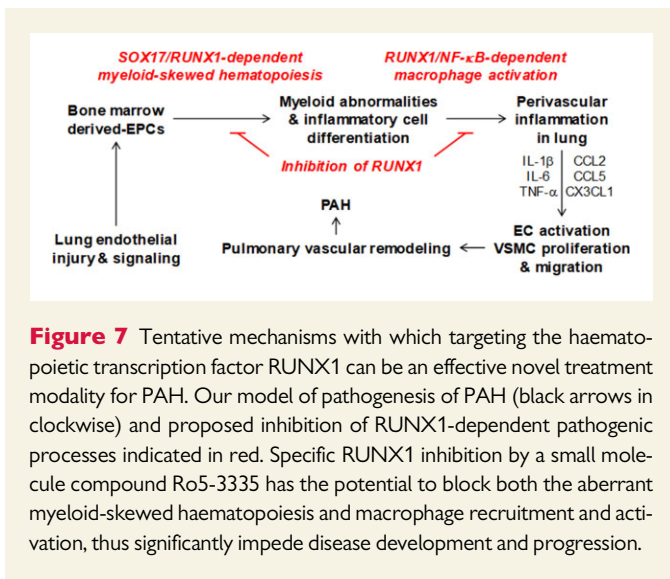 SOX17/RUNX1-dependent
myeloid-skewed hematopoiesis
RUNX1/NF-κB-dependent
macrophage activation
Bone marrow
derived-EPCs
Myeloid abnormalities
& inflammatory cell
differentiation
Perivascular
inflammation
in lung
Inhibition of RUNX1
IL-1β CCL2
IL-6 CCL5
TNF-α CX3CL1
PAH
Lung endothelial
injury & signaling
Pulmonary vascular remodeling
EC activation
VSMC proliferation
& migration
Figure 7 Tentative mechanisms with which targeting the haemato-
poietic transcription factor RUNX1 can be an effective novel treatment
modality for PAH. Our model of pathogenesis of PAH (black arrows in
clockwise) and proposed inhibition of RUNX1-dependent pathogenic
processes indicated in red. Specific RUNX1 inhibition by a small mole-
cule compound Ro5-3335 has the potential to block both the aberrant
myeloid-skewed haematopoiesis and macrophage recruitment and acti-
vation, thus significantly impede disease development and progression.